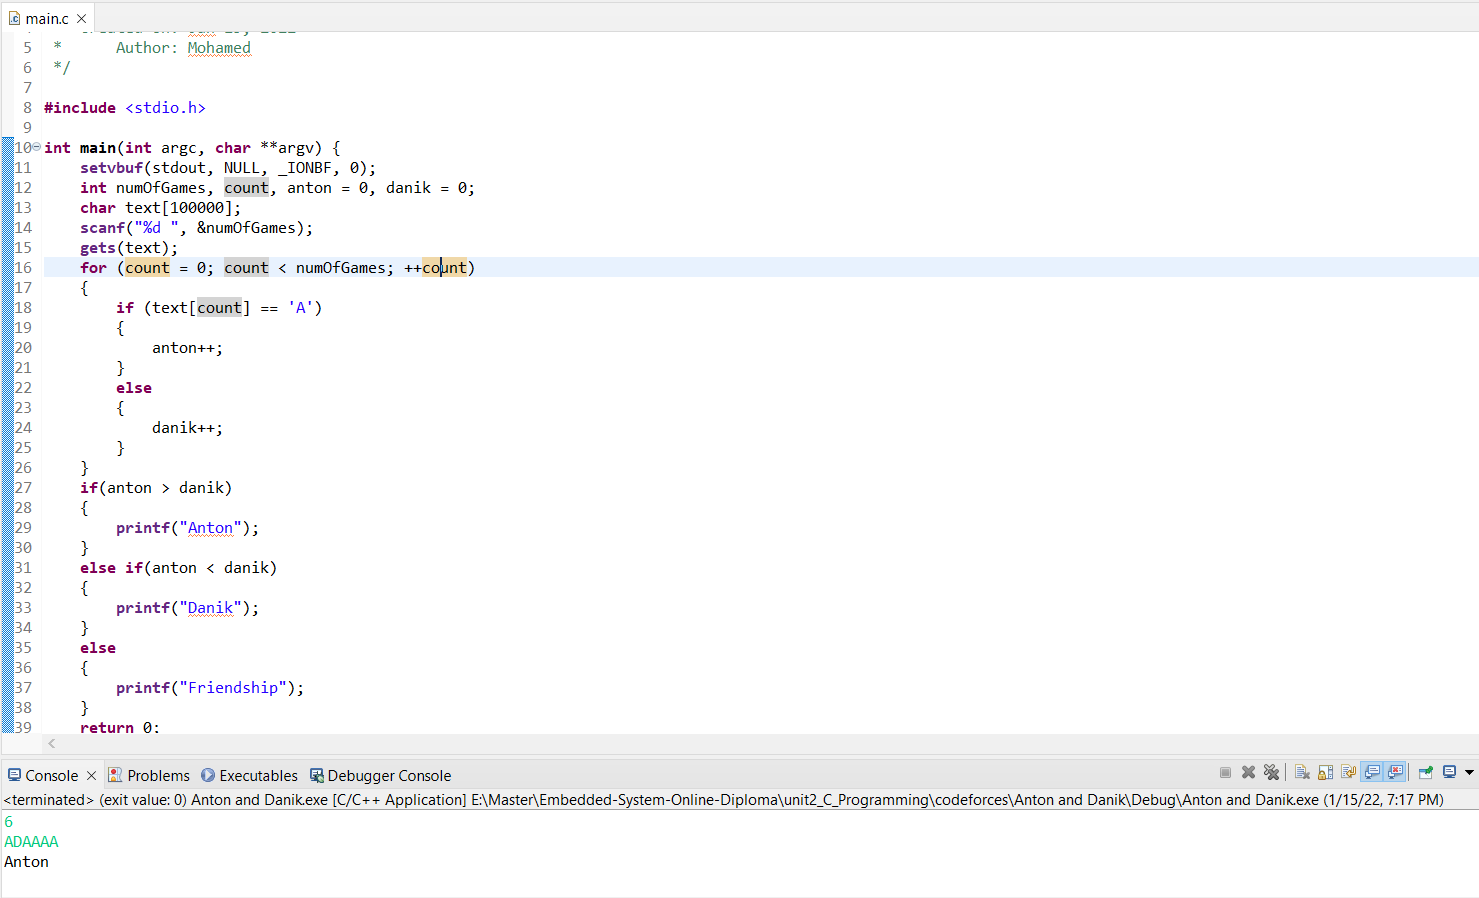 main.c
5 * Author: Mohamed
6 */
7
8 #include <stdio.h>
9
10 int main(int argc, char **argv) {
11 setvbuf(stdout, NULL, _IONBF, 0);
12 int numOfGames, count, anton = 0, danik = 0;
13 char text[100000];
14 scanf("%d ", &numOfGames);
15 gets(text);
16 for (count = 0; count < numOfGames; ++count)
17 {
18 if (text[count] == 'A')
19 {
20 anton++;
21 }
22 else
23 {
24 danik++;
25 }
26 }
27 if(anton > danik)
28 {
29 printf("Anton");
30 }
31 else if(anton < danik)
32 {
33 printf("Danik");
34 }
35 else
36 {
37 printf("Friendship");
38 }
39 return 0;
Console Problems Executables Debugger Console
<terminated> (exit value: 0) Anton and Danik.exe [C/C++ Application] E:\Master\Embedded-System-Online-Diploma\unit2_C_Programming\codeforces\Anton and Danik\Debug\Anton and Danik.exe (1/15/22, 7:17 PM)
6
ADAAAA
Anton